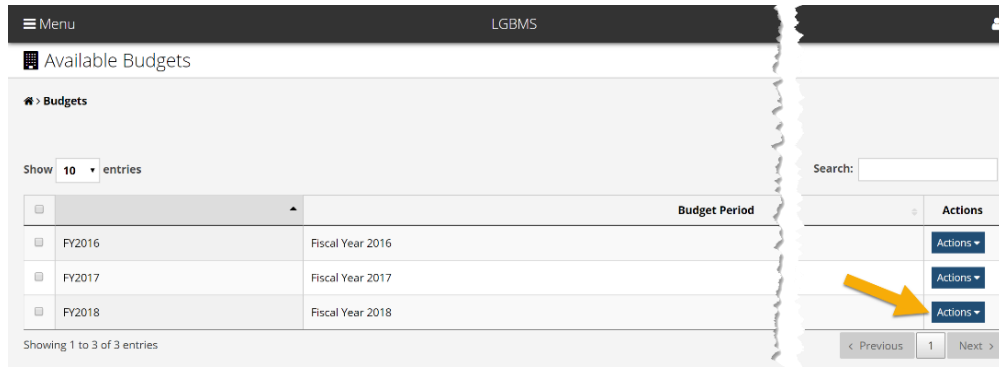 Menu LGBMS
Available Budgets
> Budgets
Show 10 entries Search:
Budget Period Actions
FY2016 Fiscal Year 2016 Actions
FY2017 Fiscal Year 2017 Actions
FY2018 Fiscal Year 2018 Actions
Showing 1 to 3 of 3 entries < Previous 1 Next >